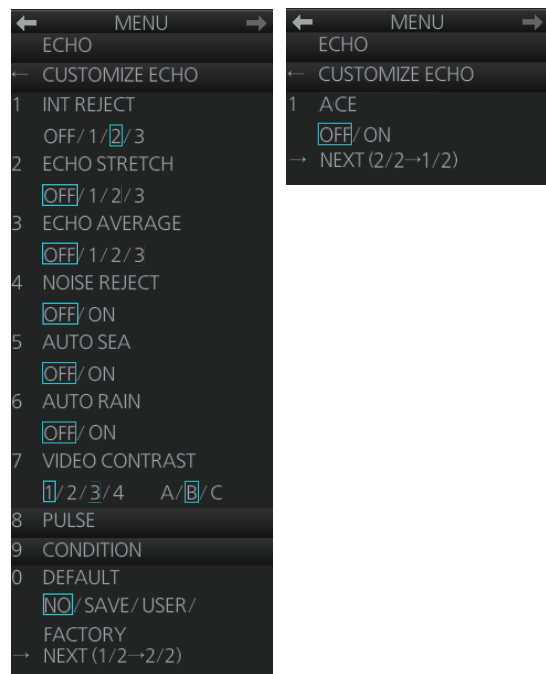 ← MENU →
ECHO
← CUSTOMIZE ECHO
1 INT REJECT
OFF/1/2/3
2 ECHO STRETCH
OFF/1/2/3
3 ECHO AVERAGE
OFF/1/2/3
4 NOISE REJECT
OFF/ON
5 AUTO SEA
OFF/ON
6 AUTO RAIN
OFF/ON
7 VIDEO CONTRAST
1/2/3/4 A/B/C
8 PULSE
9 CONDITION
0 DEFAULT
NO/SAVE/USER/
FACTORY
→ NEXT (1/2→2/2)
← MENU →
ECHO
← CUSTOMIZE ECHO
1 ACE
OFF/ON
→ NEXT (2/2→1/2)